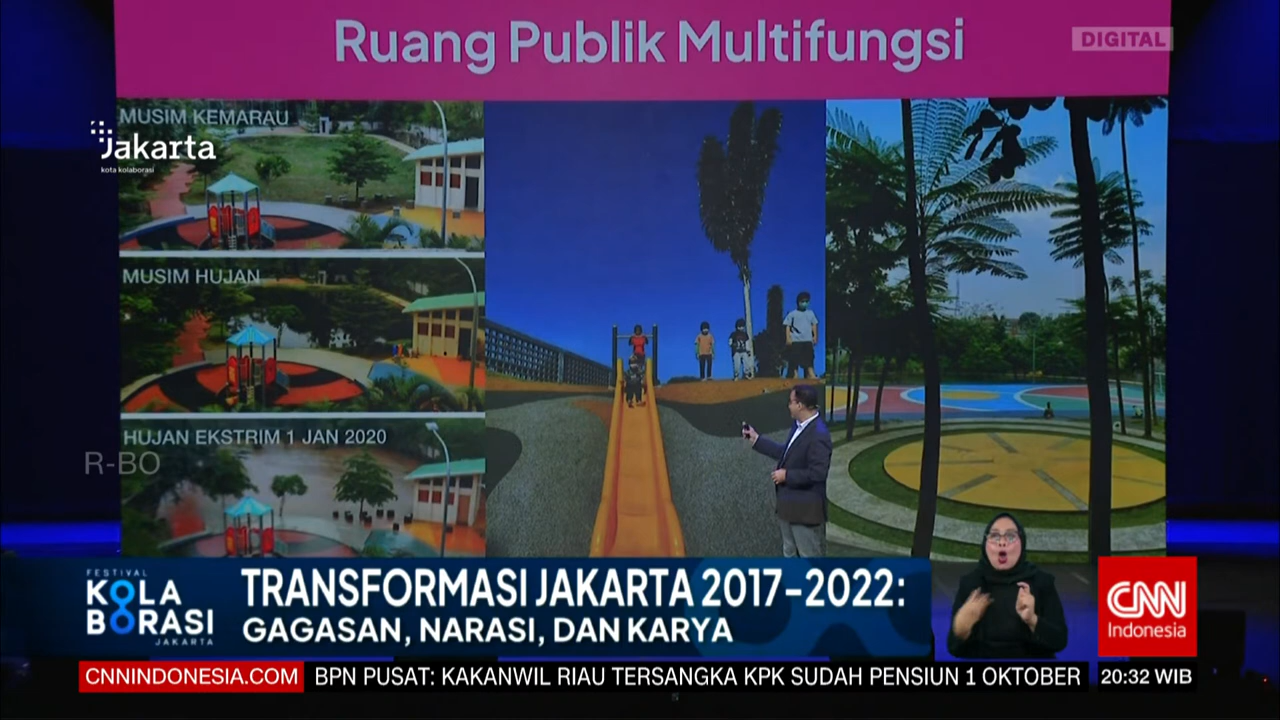 Ruang Publik Multifungsi
DIGITAL
MUSIM KEMARAU
Jakarta
kota kolaborasi
MUSIM HUJAN
HUJAN EKSTRIM 1 JAN 2020
R-BO
FESTIVAL
KOLA
BORASI
JAKARTA
TRANSFORMASI JAKARTA 2017-2022:
GAGASAN, NARASI, DAN KARYA
CNN
Indonesia
CNNINDONESIA.COM
BPN PUSAT: KAKANWIL RIAU TERSANGKA KPK SUDAH PENSIUN 1 OKTOBER
20:32 WIB